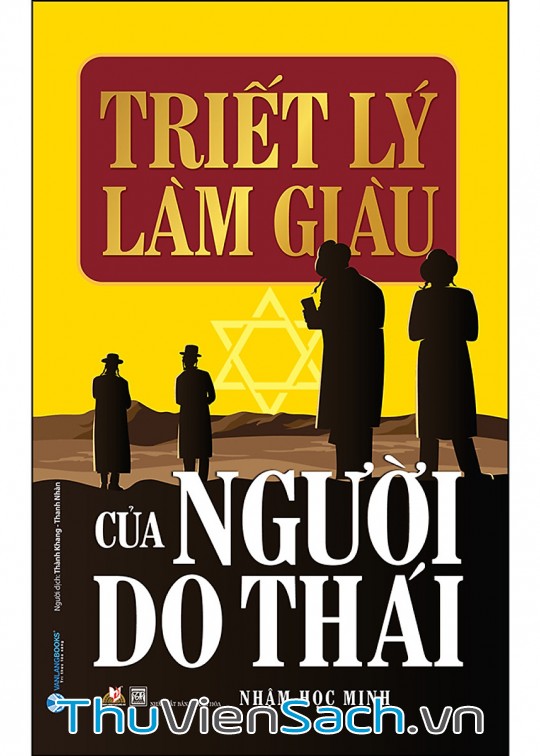 TRIẾT LÝ
LÀM GIÀU
CỦA NGƯỜI
DO THÁI
Người dịch: Thành Khang - Thanh Nhàn
VANLANGBOOKS
NHÂM HỌC MINH
ThuVienSach.vn